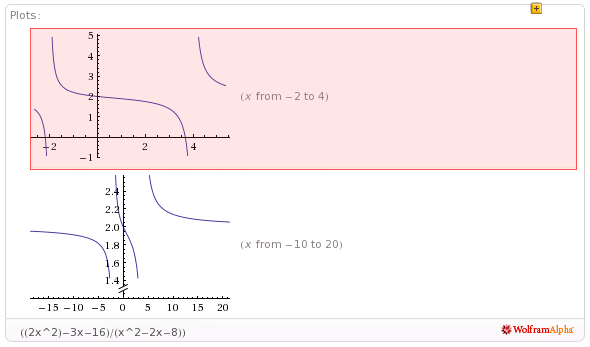 Plots:
5
4
3
2
1
−1
−2 2 4
(x from −2 to 4)
2.4
2.2
2.0
1.8
1.6
1.4
−15 −10 −5 0 5 10 15 20
(x from −10 to 20)
((2x^2)−3x−16)/(x^2−2x−8))
WolframAlpha